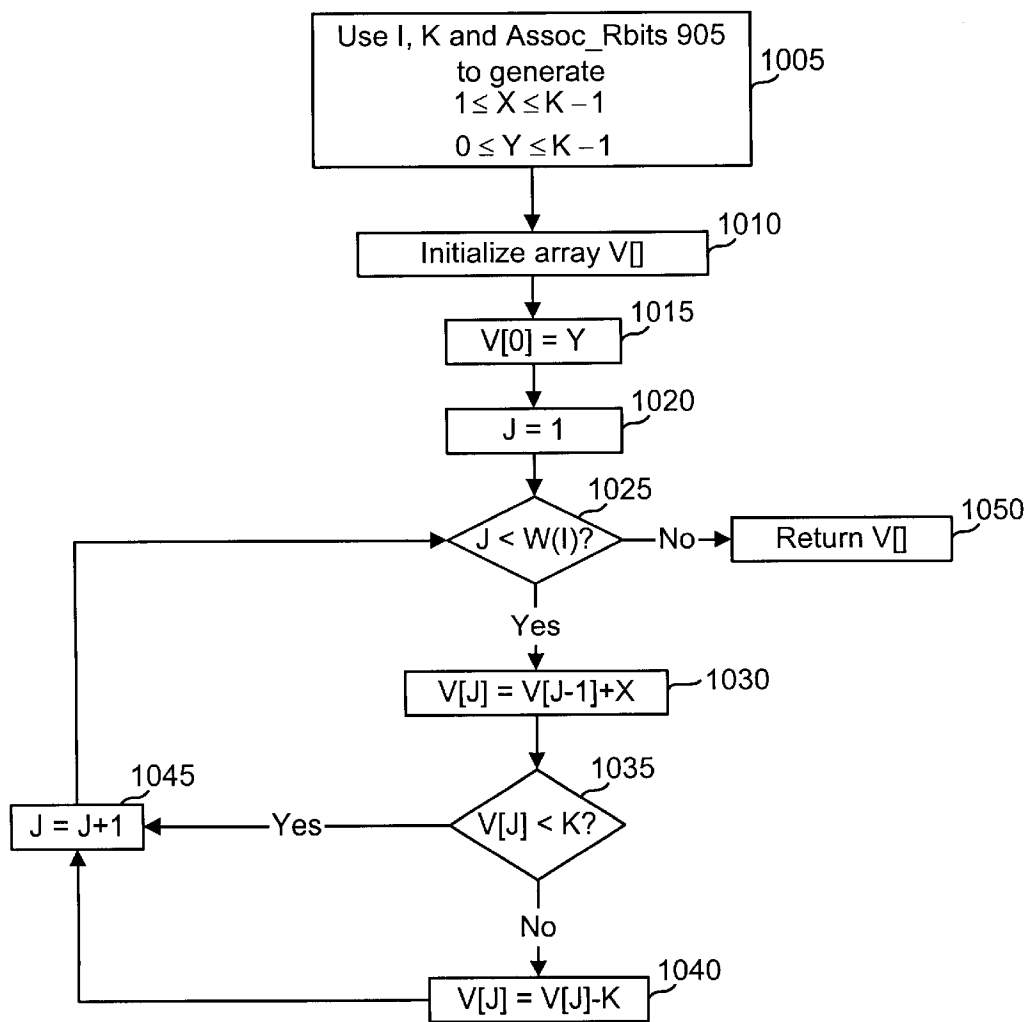 Use I, K and Assoc_Rbits 905
to generate
1 ≤ X ≤ K – 1
0 ≤ Y ≤ K – 1
1005
Initialize array V[]
1010
V[0] = Y
1015
J = 1
1020
J < W(I)?
1025
No
Return V[]
1050
Yes
V[J] = V[J-1]+X
1030
V[J] < K?
1035
Yes
J = J+1
1045
No
V[J] = V[J]-K
1040